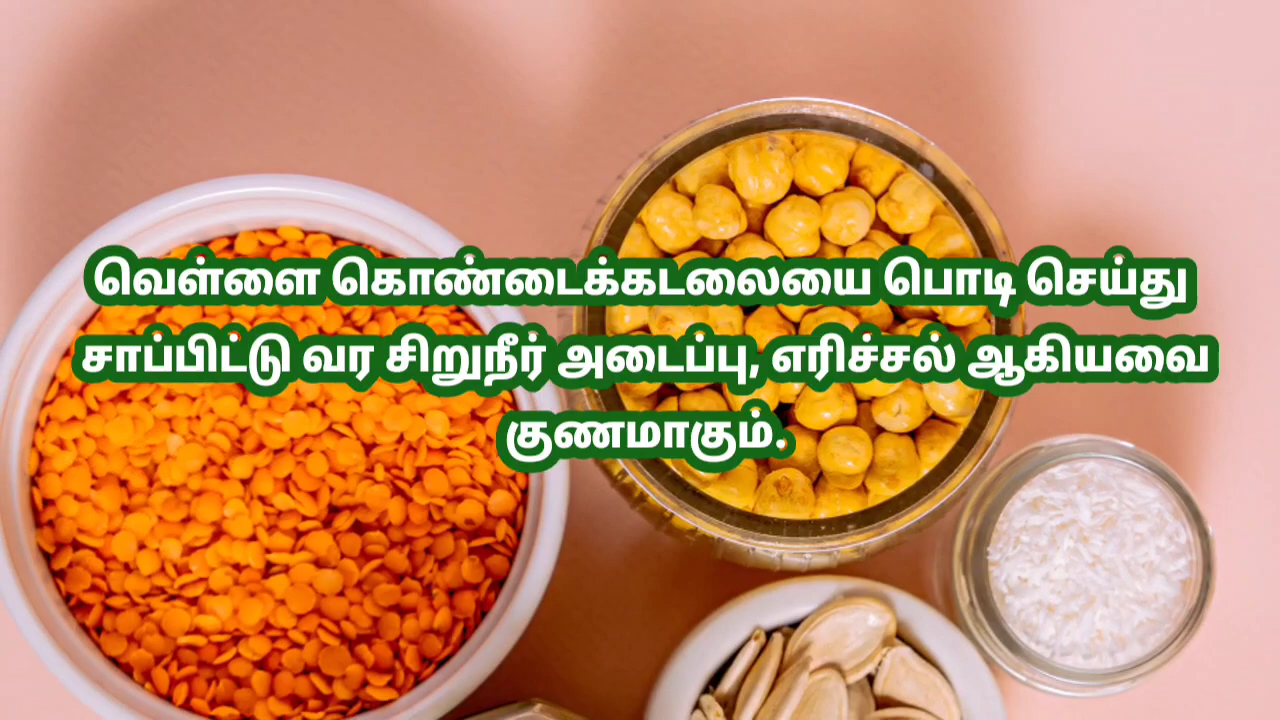 வெள்ளை கொண்டைக்கடலையை பொடி செய்து
சாப்பிட்டு வர சிறுநீர் அடைப்பு, எரிச்சல் ஆகியவை
குணமாகும்.